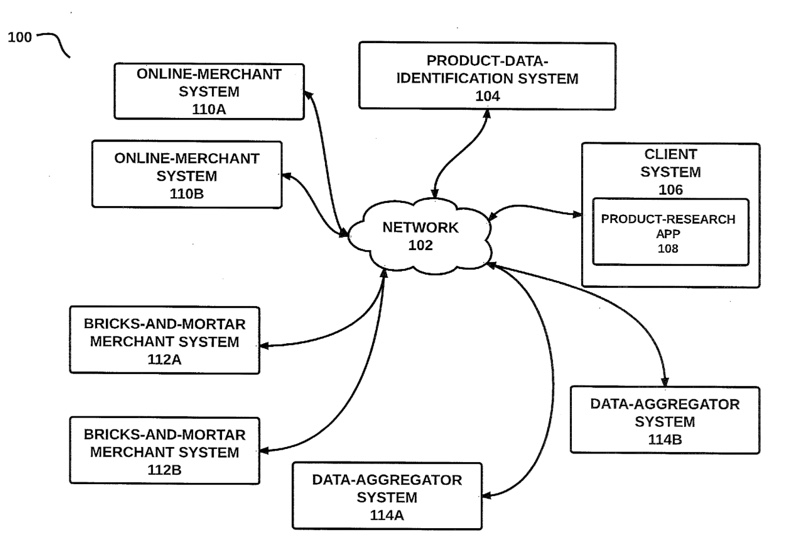 100
PRODUCT-DATA-
IDENTIFICATION SYSTEM
104
ONLINE-MERCHANT
SYSTEM
110A
ONLINE-MERCHANT
SYSTEM
110B
CLIENT
SYSTEM
106
PRODUCT-RESEARCH
APP
108
NETWORK
102
BRICKS-AND-MORTAR
MERCHANT SYSTEM
112A
BRICKS-AND-MORTAR
MERCHANT SYSTEM
112B
DATA-AGGREGATOR
SYSTEM
114A
DATA-AGGREGATOR
SYSTEM
114B